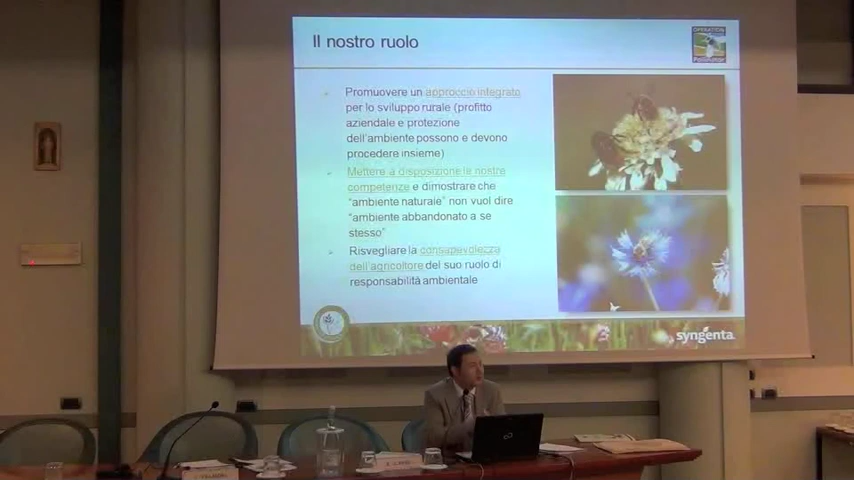 Il nostro ruolo
OPERATION
POLLINATOR
Promuovere un approccio integrato
per lo sviluppo rurale (profitto
aziendale e protezione
dell'ambiente possono e devono
procedere insieme)
Mettere a disposizione le nostre
competenze e dimostrare che
"ambiente naturale" non vuol dire
"ambiente abbandonato a se
stesso"
Risvegliare la consapevolezza
dell'agricoltore del suo ruolo di
responsabilità ambientale
syngenta